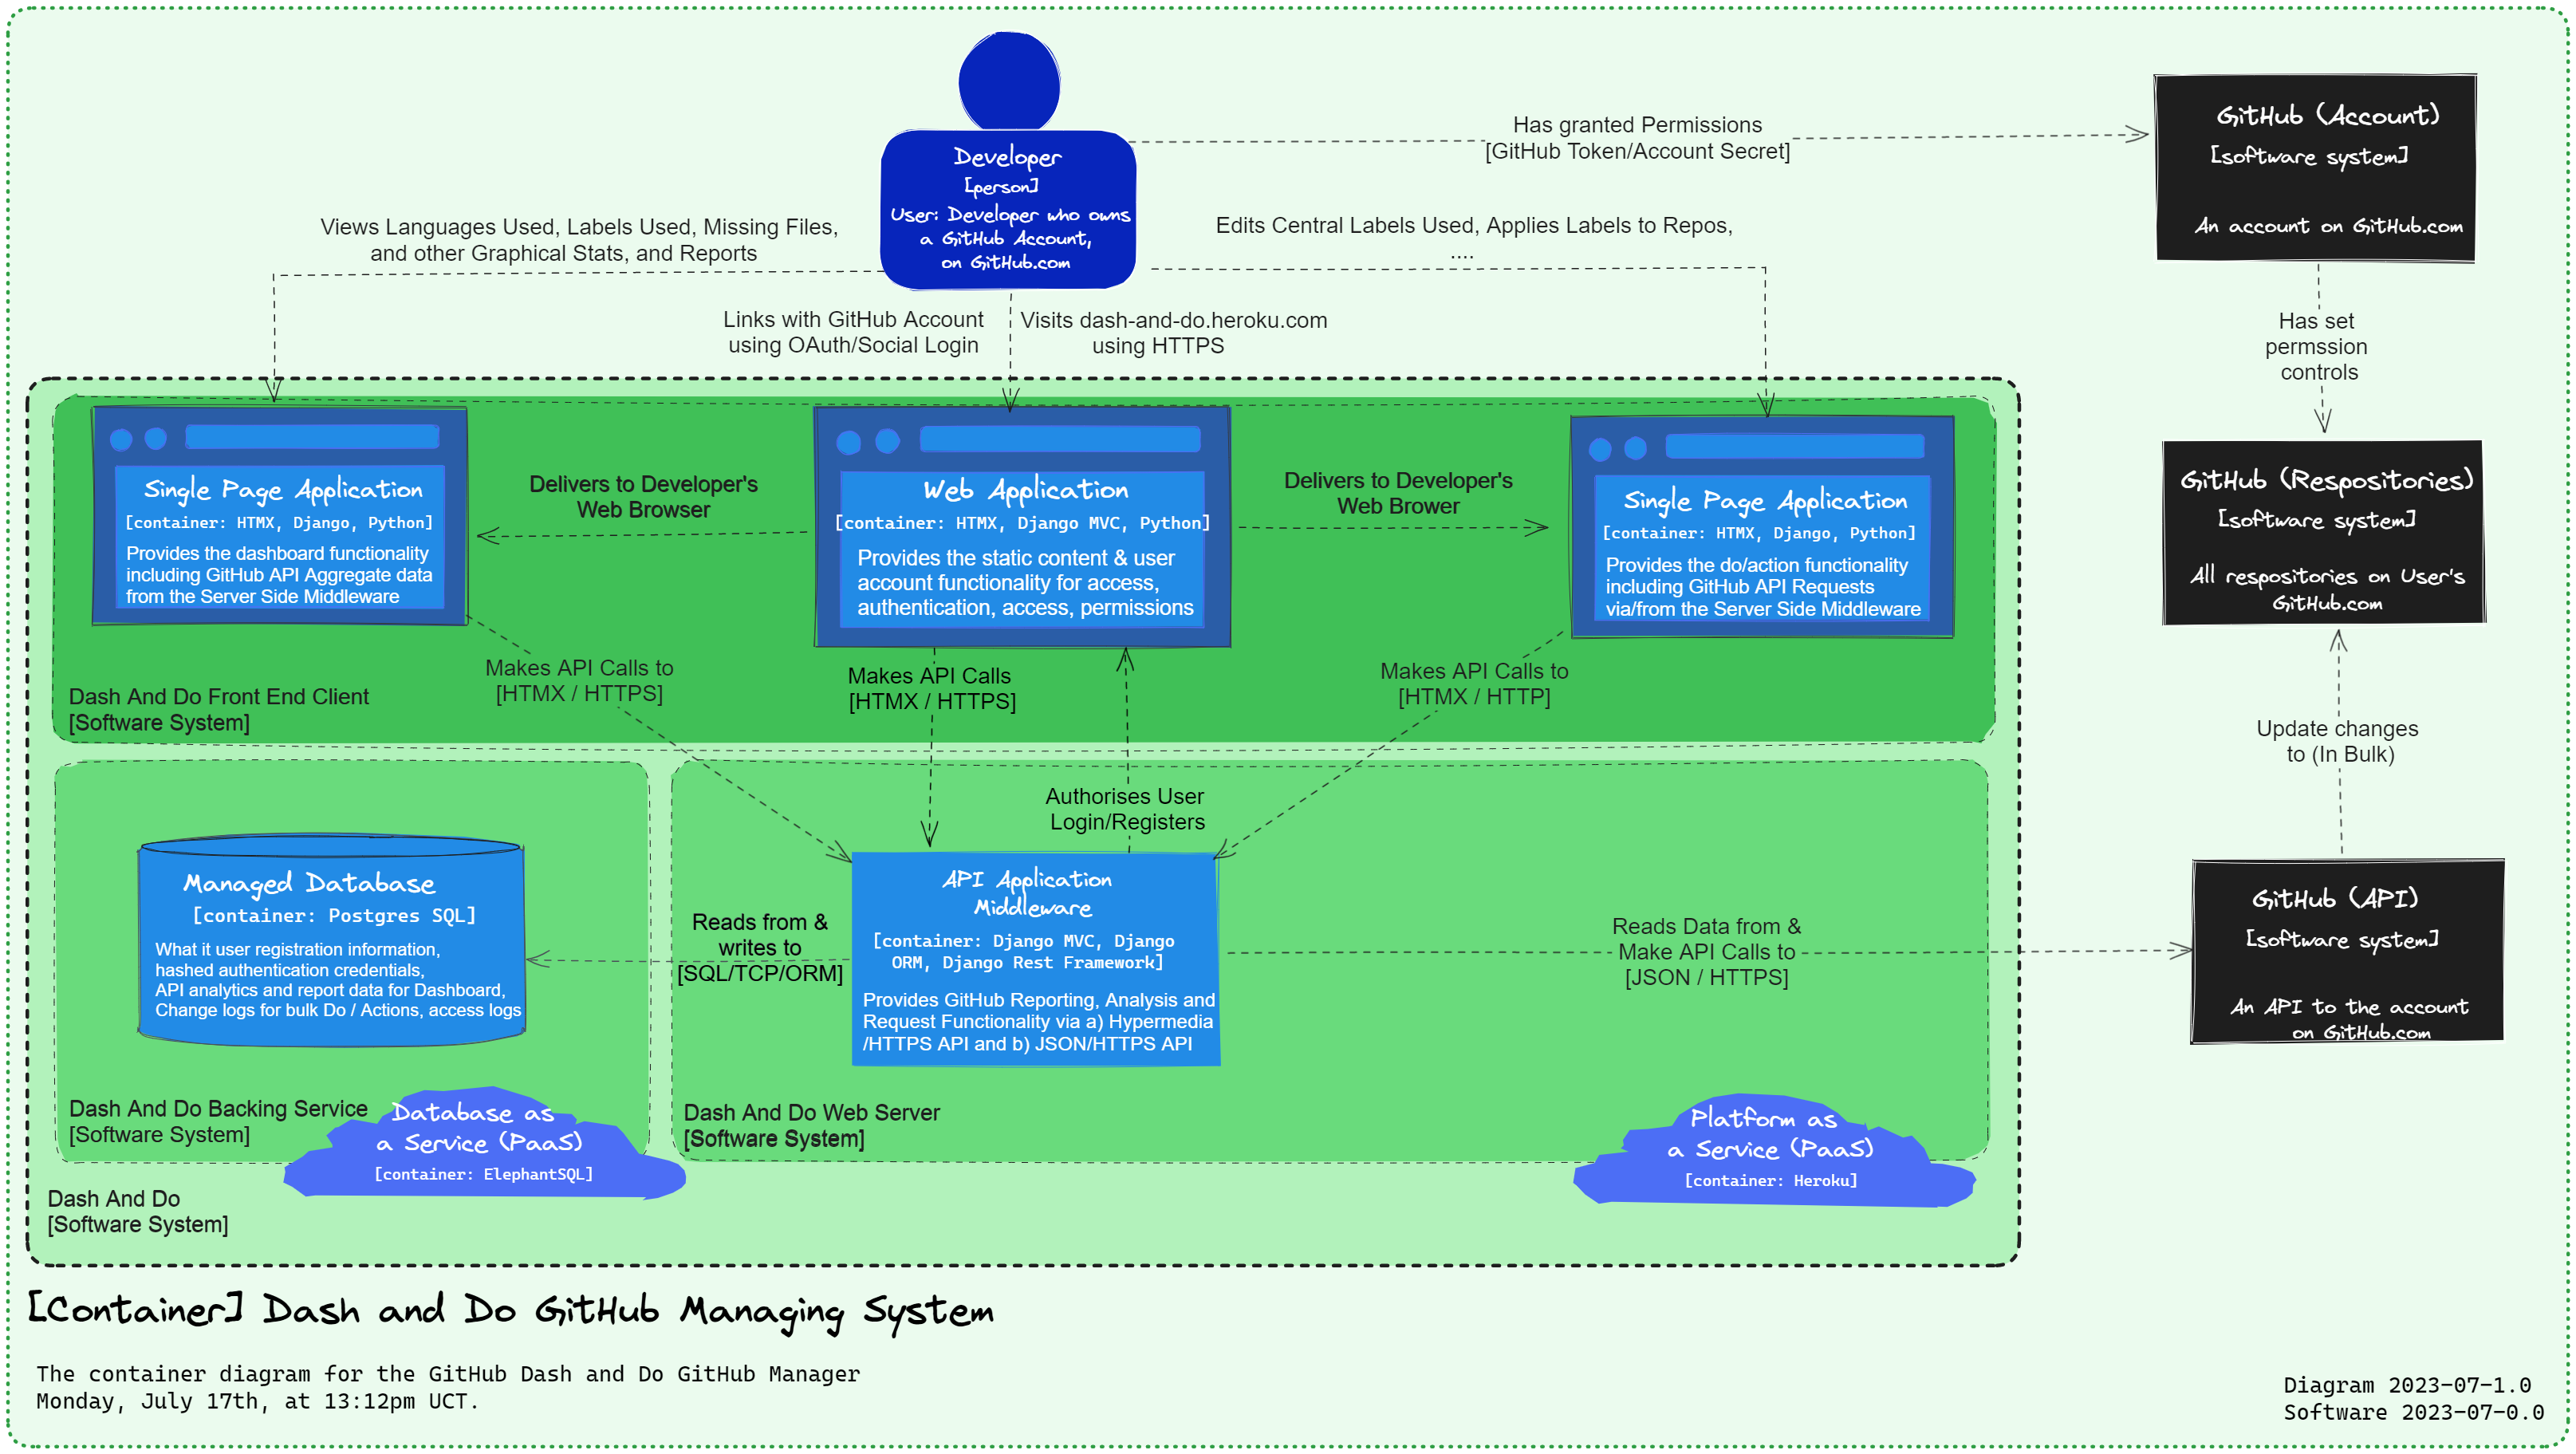 Developer
[person]
User: Developer who owns
a GitHub Account,
on GitHub.com
Has granted Permissions
[GitHub Token/Account Secret]
GitHub (Account)
[software system]
An account on GitHub.com
Views Languages Used, Labels Used, Missing Files,
and other Graphical Stats, and Reports
Edits Central Labels Used, Applies Labels to Repos,
....
Links with GitHub Account
using OAuth/Social Login
Visits dash-and-do.heroku.com
using HTTPS
Has set
permssion
controls
Single Page Application
[container: HTMX, Django, Python]
Provides the dashboard functionality
including GitHub API Aggregate data
from the Server Side Middleware
Delivers to Developer's
Web Browser
Web Application
[container: HTMX, Django MVC, Python]
Provides the static content & user
account functionality for access,
authentication, access, permissions
Delivers to Developer's
Web Brower
Single Page Application
[container: HTMX, Django, Python]
Provides the do/action functionality
including GitHub API Requests
via/from the Server Side Middleware
GitHub (Respositories)
[software system]
All respositories on User's
GitHub.com
Makes API Calls to
[HTMX / HTTPS]
Makes API Calls
[HTMX / HTTPS]
Makes API Calls to
[HTMX / HTTP]
Dash And Do Front End Client
[Software System]
Update changes
to (In Bulk)
Authorises User
Login/Registers
Managed Database
[container: Postgres SQL]
What it user registration information,
hashed authentication credentials,
API analytics and report data for Dashboard,
Change logs for bulk Do / Actions, access logs
Reads from &
writes to
[SQL/TCP/ORM]
API Application
Middleware
[container: Django MVC, Django
ORM, Django Rest Framework]
Provides GitHub Reporting, Analysis and
Request Functionality via a) Hypermedia
/HTTPS API and b) JSON/HTTPS API
Reads Data from &
Make API Calls to
[JSON / HTTPS]
GitHub (API)
[software system]
An API to the account
on GitHub.com
Dash And Do Backing Service
[Software System]
Database as
a Service (PaaS)
[container: ElephantSQL]
Dash And Do Web Server
[Software System]
Platform as
a Service (PaaS)
[container: Heroku]
Dash And Do
[Software System]
[Container] Dash and Do GitHub Managing System
The container diagram for the GitHub Dash and Do GitHub Manager
Monday, July 17th, at 13:12pm UCT.
Diagram 2023-07-1.0
Software 2023-07-0.0